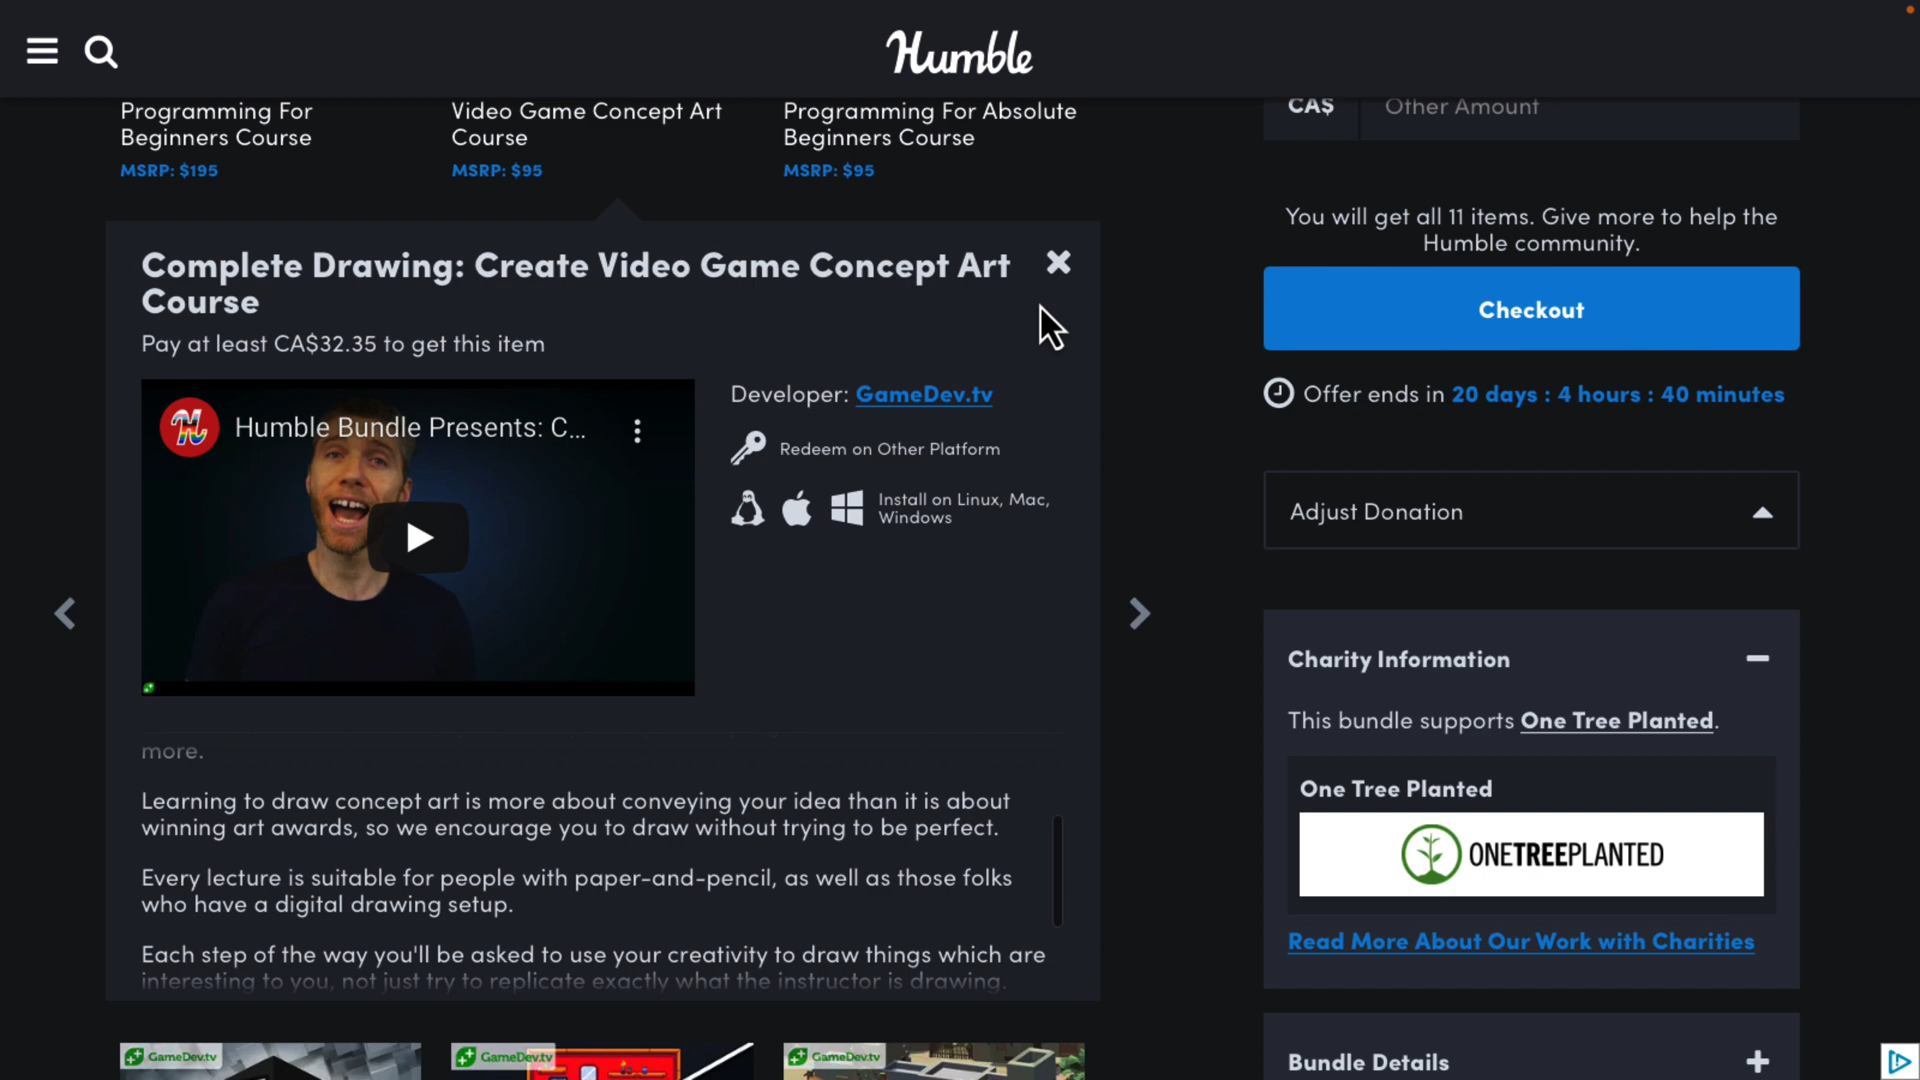 Humble
Programming For
Beginners Course
MSRP: $195
Video Game Concept Art
Course
MSRP: $95
Programming For Absolute
Beginners Course
MSRP: $95
Complete Drawing: Create Video Game Concept Art
Course
Pay at least CA$32.35 to get this item
Humble Bundle Presents: C...
Developer: GameDev.tv
Redeem on Other Platform
Install on Linux, Mac,
Windows
more.
Learning to draw concept art is more about conveying your idea than it is about
winning art awards, so we encourage you to draw without trying to be perfect.
Every lecture is suitable for people with paper-and-pencil, as well as those folks
who have a digital drawing setup.
Each step of the way you'll be asked to use your creativity to draw things which are
interesting to you, not just try to replicate exactly what the instructor is drawing.
GameDev.tv
GameDev.tv
GameDev.tv
CA$
Other Amount
You will get all 11 items. Give more to help the
Humble community.
Checkout
Offer ends in 20 days : 4 hours : 40 minutes
Adjust Donation
Charity Information
This bundle supports One Tree Planted.
One Tree Planted
ONETREEPLANTED
Read More About Our Work with Charities
Bundle Details